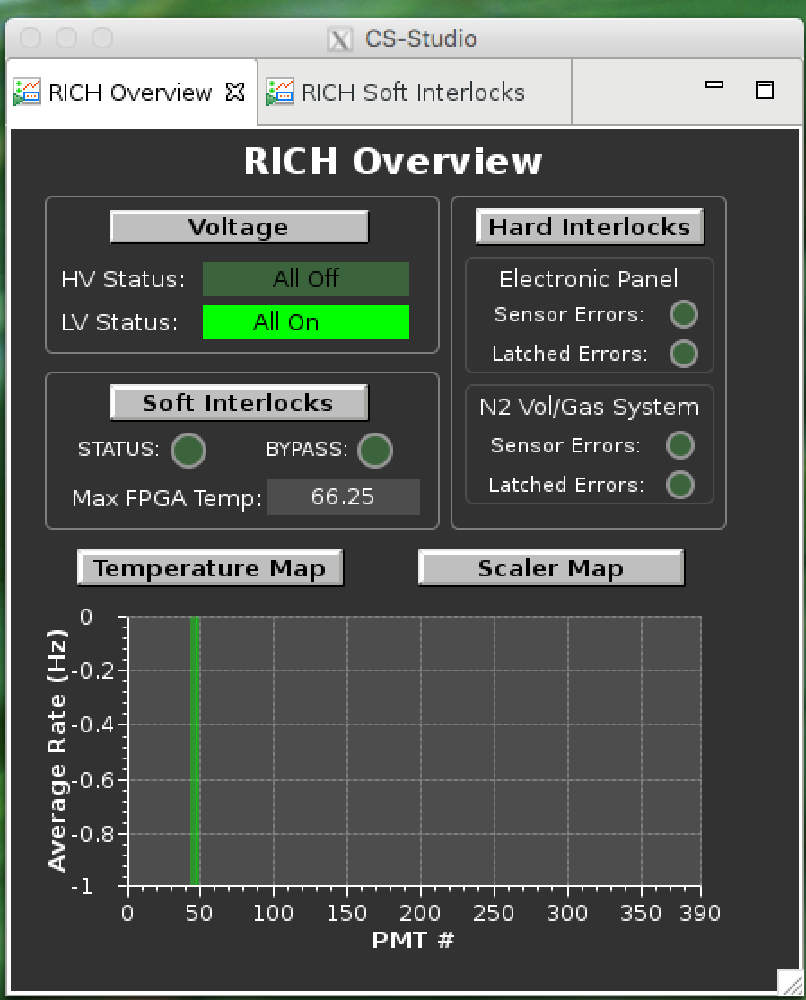 CS-Studio
RICH Overview
RICH Soft Interlocks
RICH Overview
Voltage
HV Status: All Off
LV Status: All On
Soft Interlocks
STATUS: BYPASS:
Max FPGA Temp: 66.25
Hard Interlocks
Electronic Panel
Sensor Errors:
Latched Errors:
N2 Vol/Gas System
Sensor Errors:
Latched Errors:
Temperature Map
Scaler Map
Average Rate (Hz)
0
-0.2
-0.4
-0.6
-0.8
-1
0 50 100 150 200 250 300 350 390
PMT #